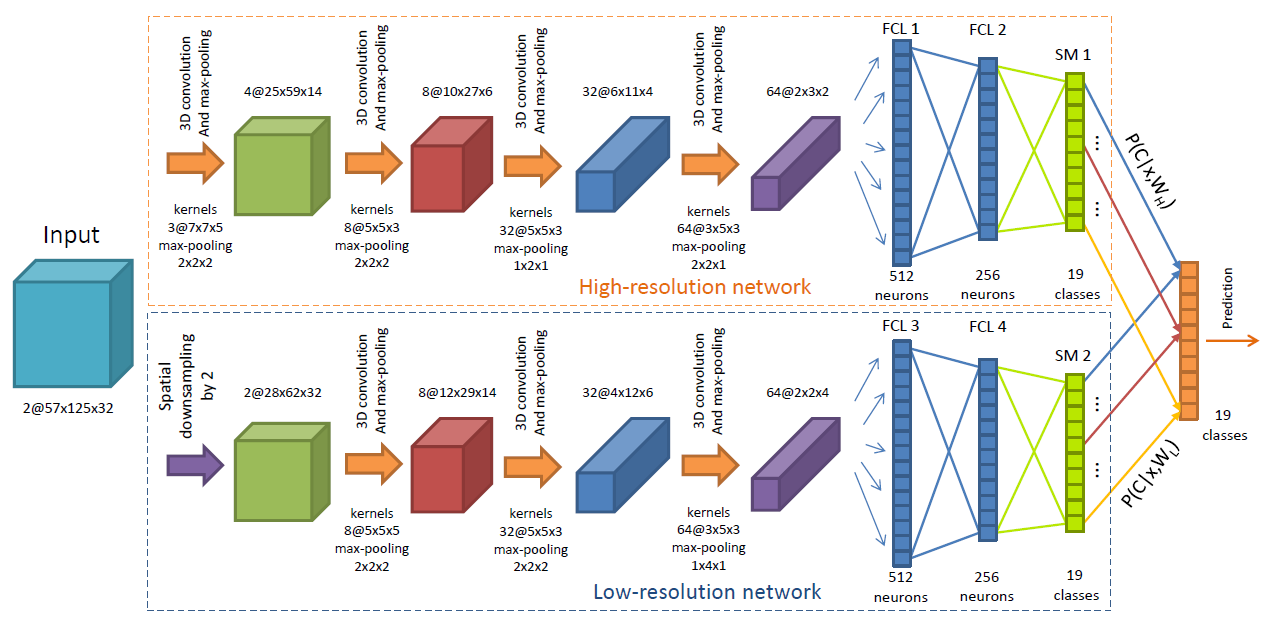 Input
2@57x125x32
3D convolution
And max-pooling
kernels
3@7x7x5
max-pooling
2x2x2
4@25x59x14
3D convolution
And max-pooling
kernels
8@5x5x3
max-pooling
2x2x2
8@10x27x6
3D convolution
And max-pooling
kernels
32@5x5x3
max-pooling
1x2x1
32@6x11x4
3D convolution
And max-pooling
kernels
64@3x5x3
max-pooling
2x2x1
64@2x3x2
FCL 1
512
neurons
FCL 2
256
neurons
SM 1
...
...
19
classes
High-resolution network
P(C|x,W_H)
Spatial
downsampling
by 2
2@28x62x32
3D convolution
And max-pooling
kernels
8@5x5x5
max-pooling
2x2x2
8@12x29x14
3D convolution
And max-pooling
kernels
32@5x5x3
max-pooling
2x2x2
32@4x12x6
3D convolution
And max-pooling
kernels
64@3x5x3
max-pooling
1x4x1
64@2x2x4
FCL 3
512
neurons
FCL 4
256
neurons
SM 2
...
...
19
classes
Low-resolution network
P(C|x,W_L)
Prediction
19
classes